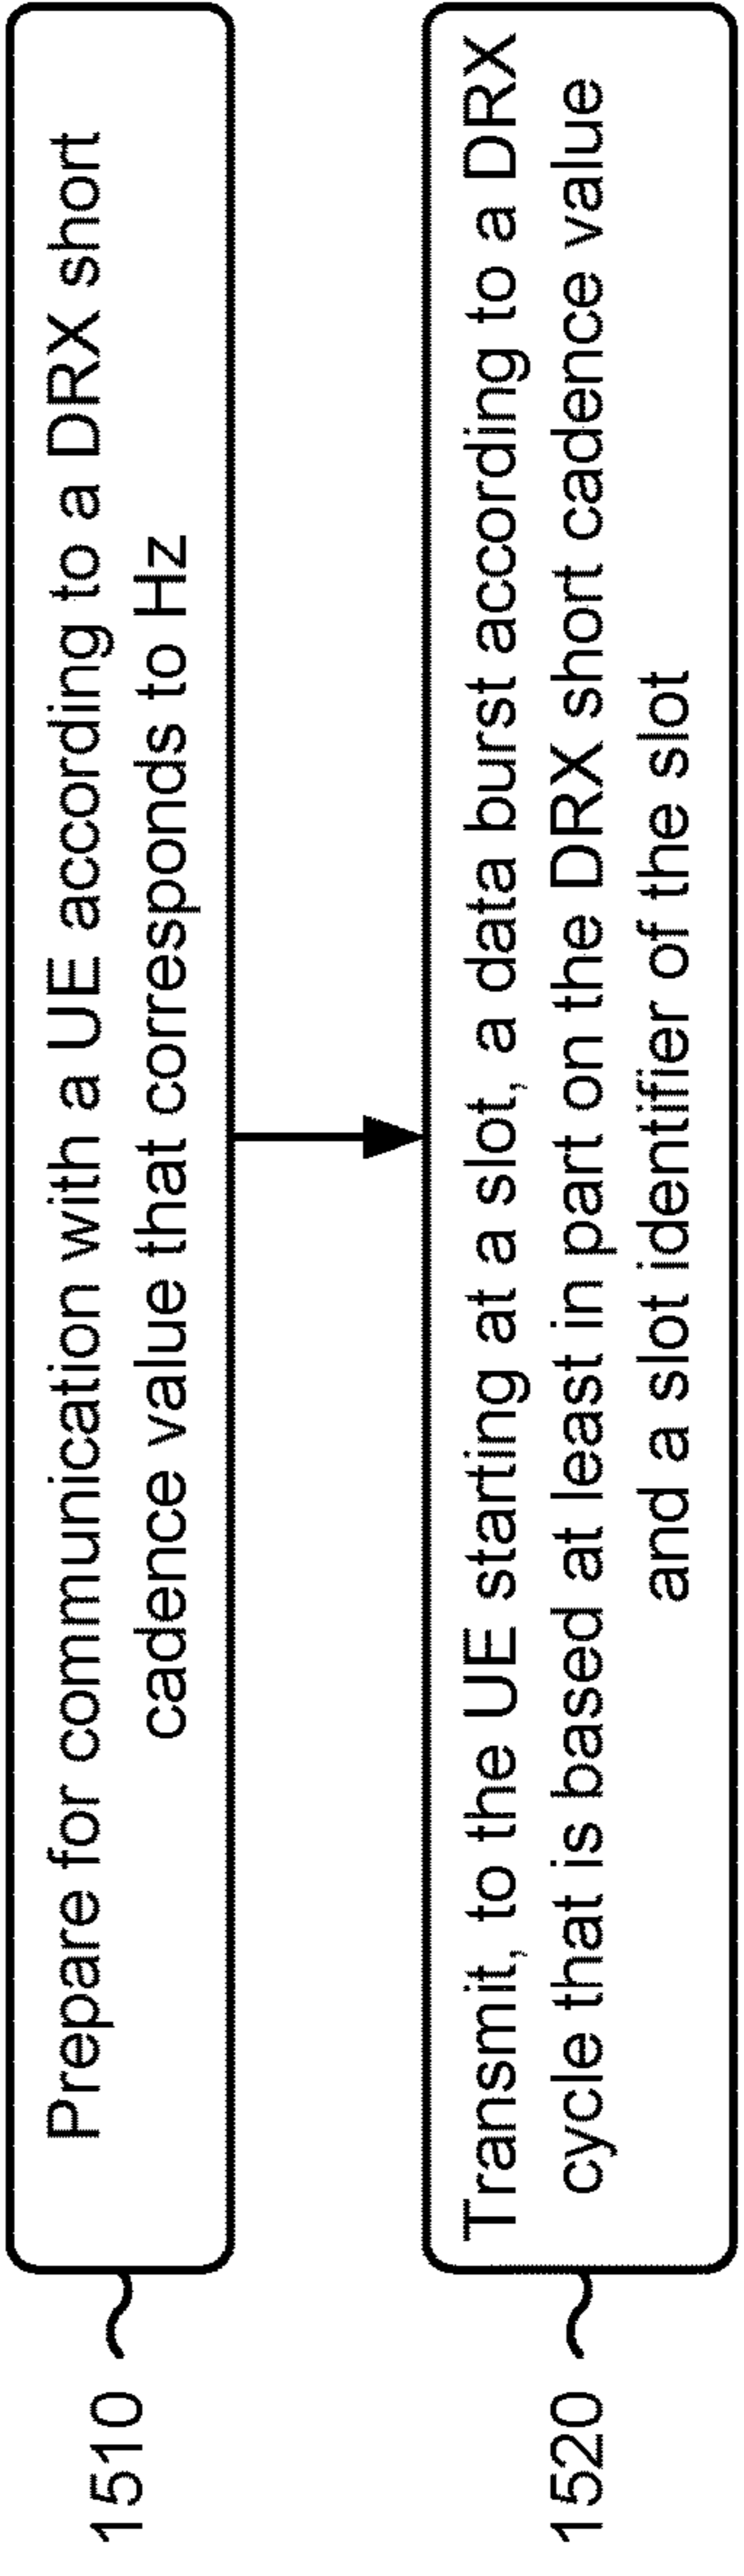 1510
Prepare for communication with a UE according to a DRX short
cadence value that corresponds to Hz
1520
Transmit, to the UE starting at a slot, a data burst according to a DRX
cycle that is based at least in part on the DRX short cadence value
and a slot identifier of the slot